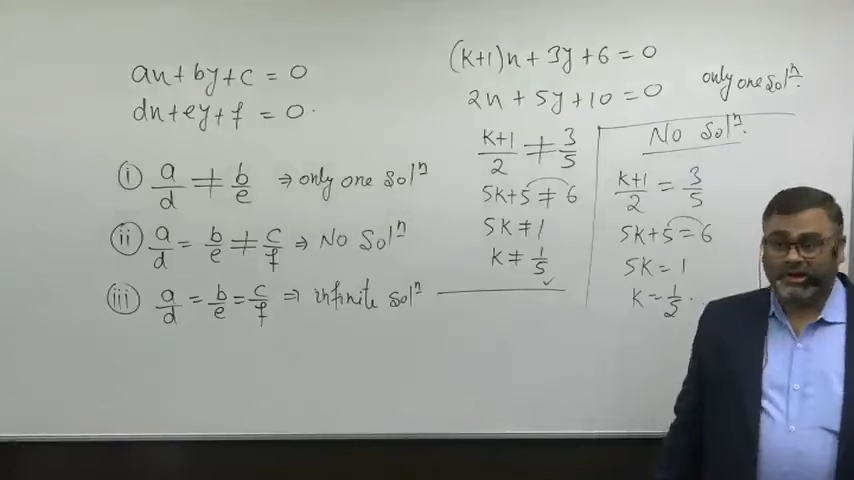 an+by+c = 0
dn+ey+f = 0.
(i) a/d ≠ b/e ⇒ only one Solⁿ
(ii) a/d = b/e ≠ c/f ⇒ No Solⁿ
(iii) a/d = b/e = c/f ⇒ infinite Solⁿ
(k+1)n + 3y + 6 = 0
2n + 5y + 10 = 0
only one Solⁿ.
k+1/2 ≠ 3/5
5k+5 ≠ 6
5k ≠ 1
k ≠ 1/5 ✓
No Solⁿ.
k+1/2 = 3/5
5k+5 = 6
5k = 1
k = 1/5.